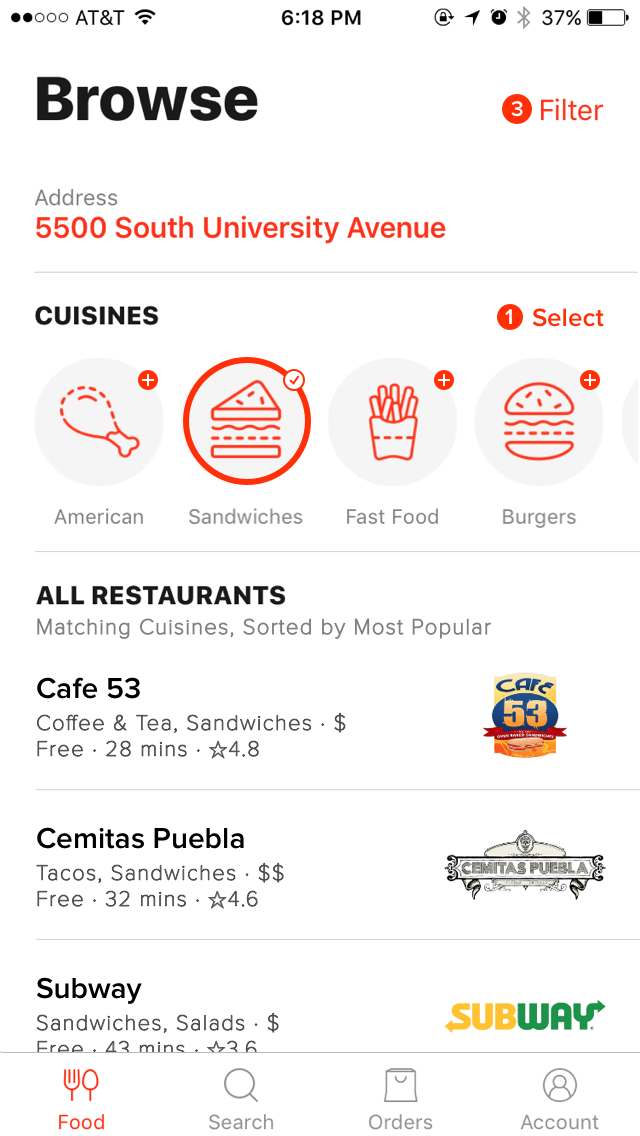 AT&T 6:18 PM 37%
Browse
3 Filter
Address
5500 South University Avenue
CUISINES
1 Select
American Sandwiches Fast Food Burgers
ALL RESTAURANTS
Matching Cuisines, Sorted by Most Popular
Cafe 53
Coffee & Tea, Sandwiches · $
Free · 28 mins · ☆4.8
CAFE
53
OVEN BAKED SANDWICHES
Cemitas Puebla
Tacos, Sandwiches · $$
Free · 32 mins · ☆4.6
CEMITAS PUEBLA
Subway
Sandwiches, Salads · $
Free · 43 mins · ☆3.6
SUBWAY
Food Search Orders Account